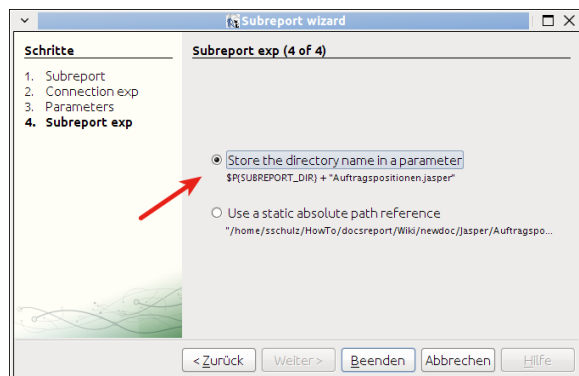 Subreport wizard
Schritte
1. Subreport
2. Connection exp
3. Parameters
4. Subreport exp
Subreport exp (4 of 4)
Store the directory name in a parameter
$P{SUBREPORT_DIR} + "Auftragspositionen.jasper"
Use a static absolute path reference
"/home/sschulz/HowTo/docsreport/Wiki/newdoc/Jasper/Auftragspo...
< Zurück
Weiter >
Beenden
Abbrechen
Hilfe